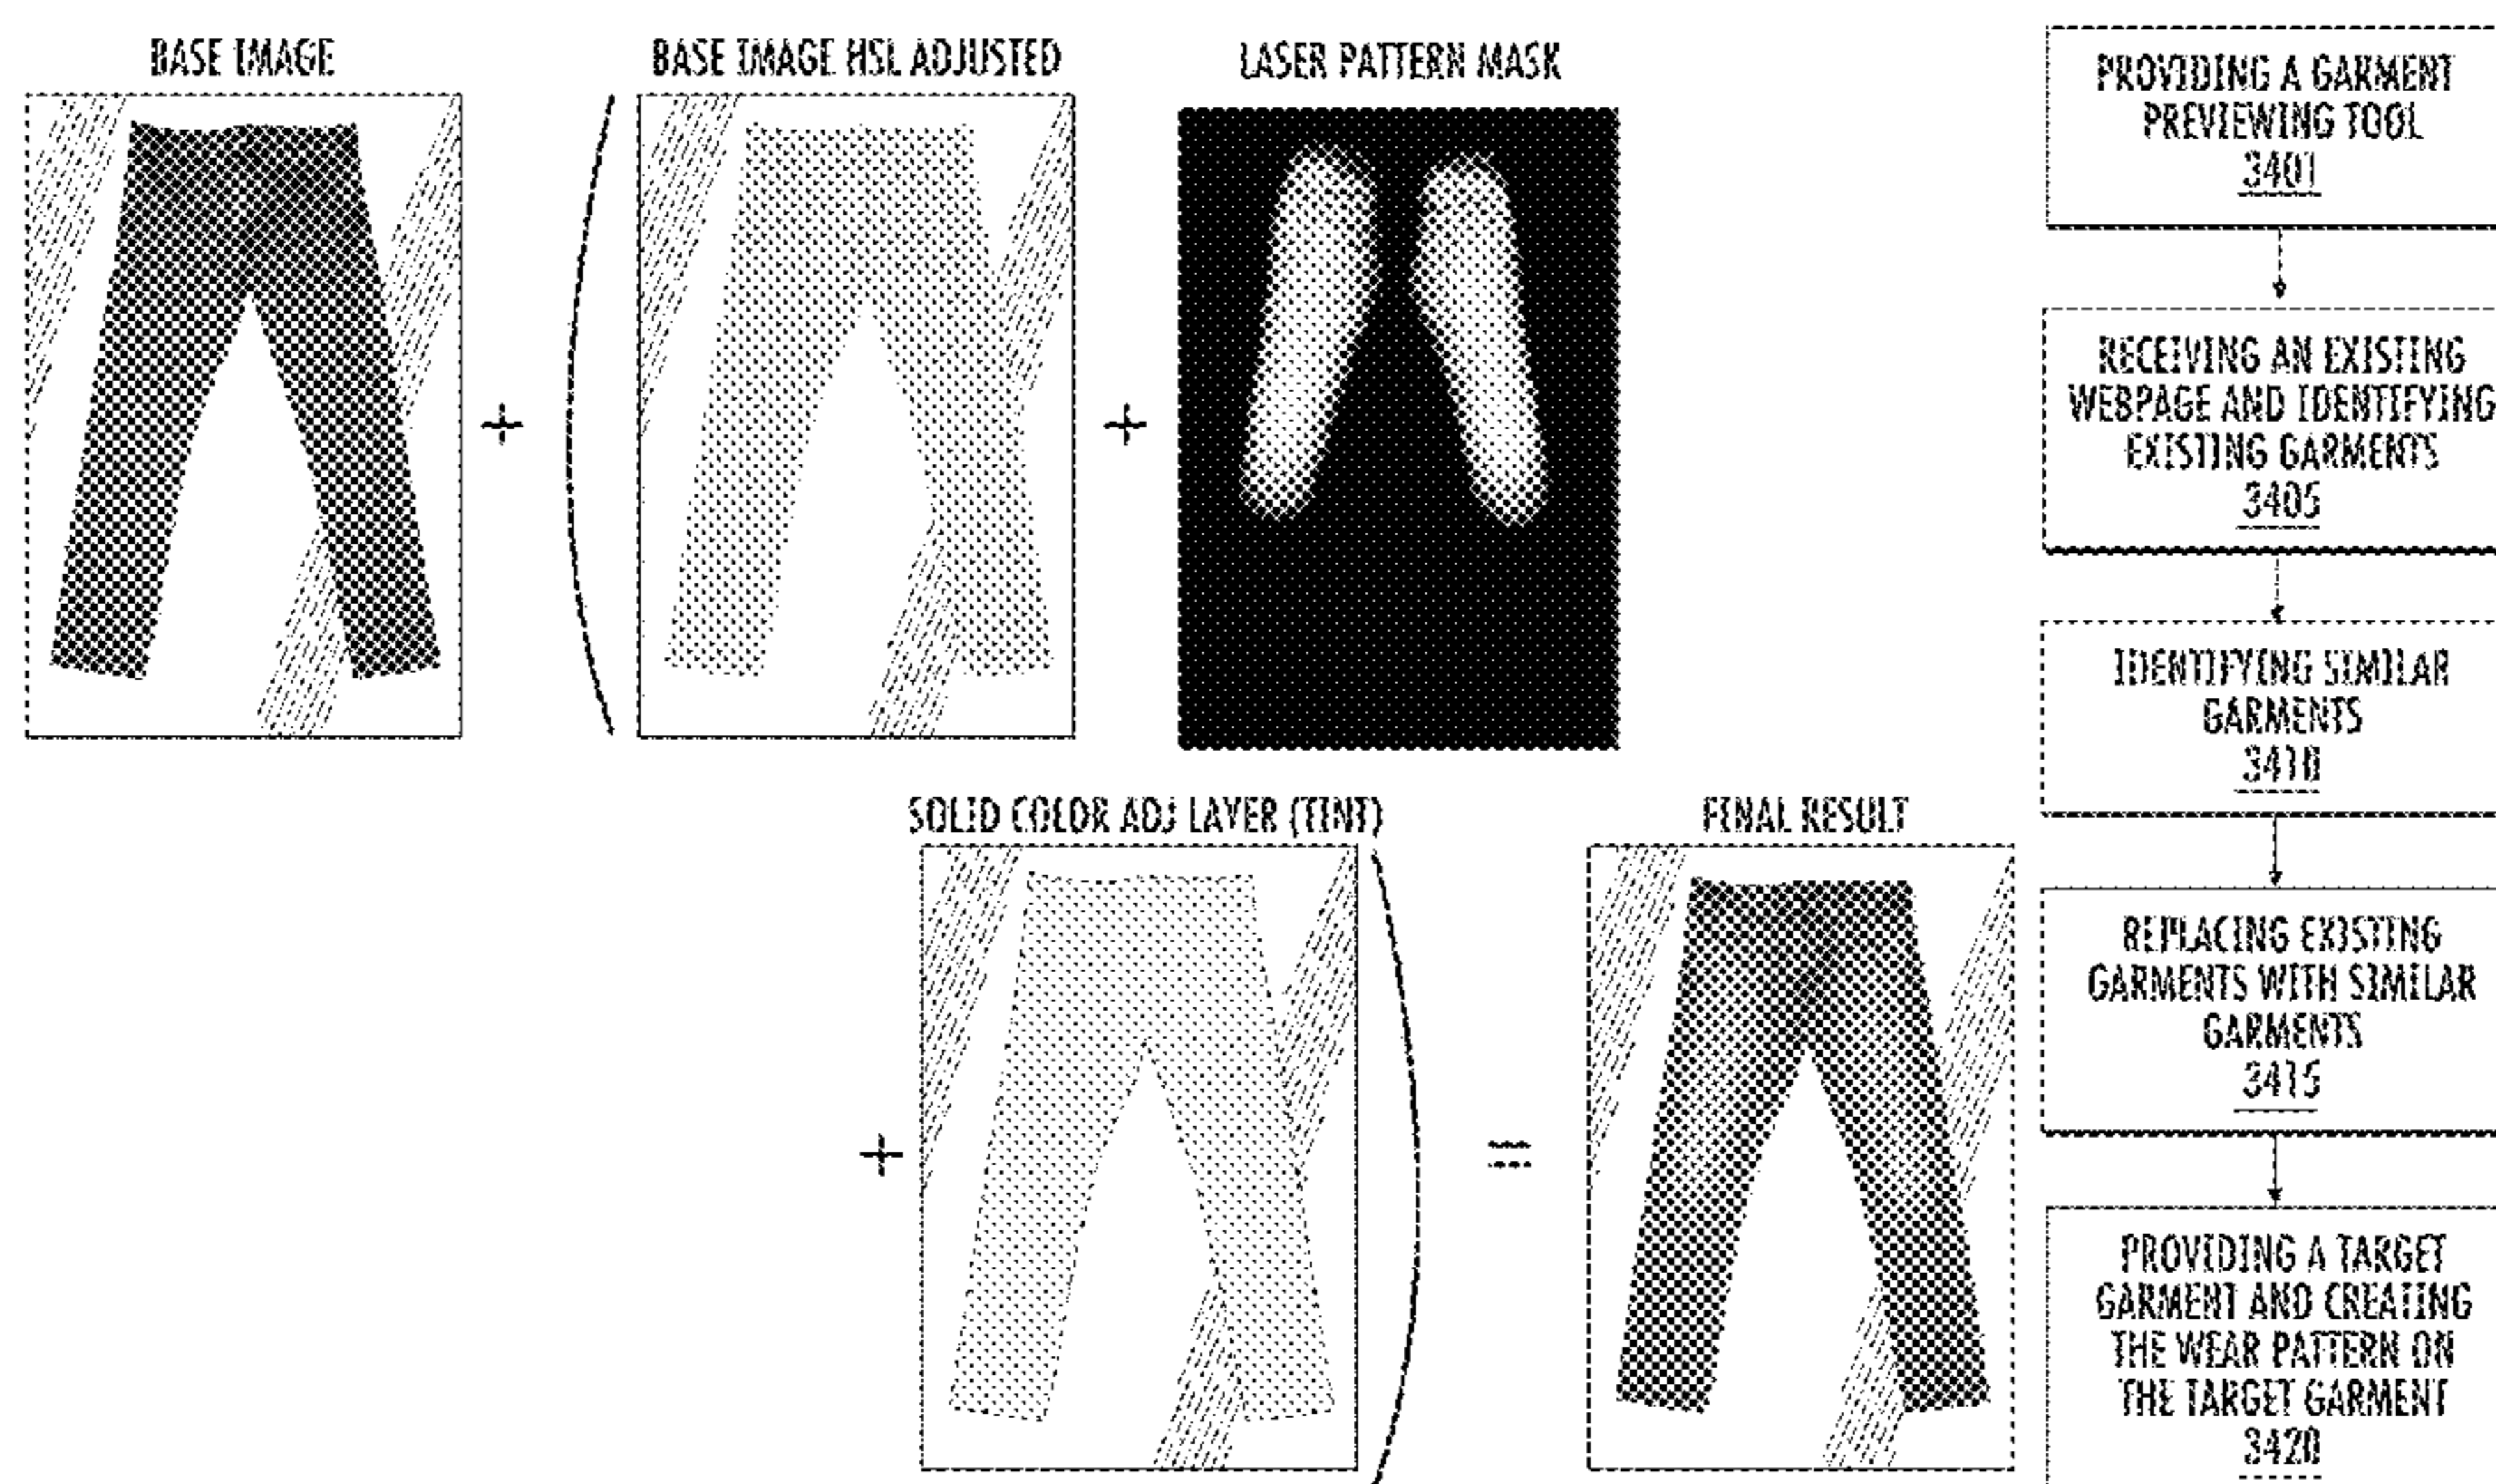 BASE IMAGE
BASE IMAGE HSL ADJUSTED
LASER PATTERN MASK
+
+
SOLID COLOR ADJ LAYER (TINT)
FINAL RESULT
+
=
PROVIDING A GARMENT
PREVIEWING TOOL
3401
RECEIVING AN EXISTING
WEBPAGE AND IDENTIFYING
EXISTING GARMENTS
3405
IDENTIFYING SIMILAR
GARMENTS
3410
REPLACING EXISTING
GARMENTS WITH SIMILAR
GARMENTS
3415
PROVIDING A TARGET
GARMENT AND CREATING
THE WEAR PATTERN ON
THE TARGET GARMENT
3420